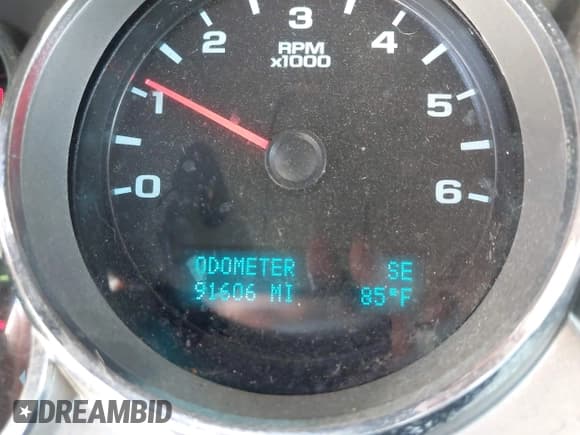 3
2 4
RPM
x1000
1 5
0 6
ODOMETER SE
91606 MI 85°F
DREAMBID